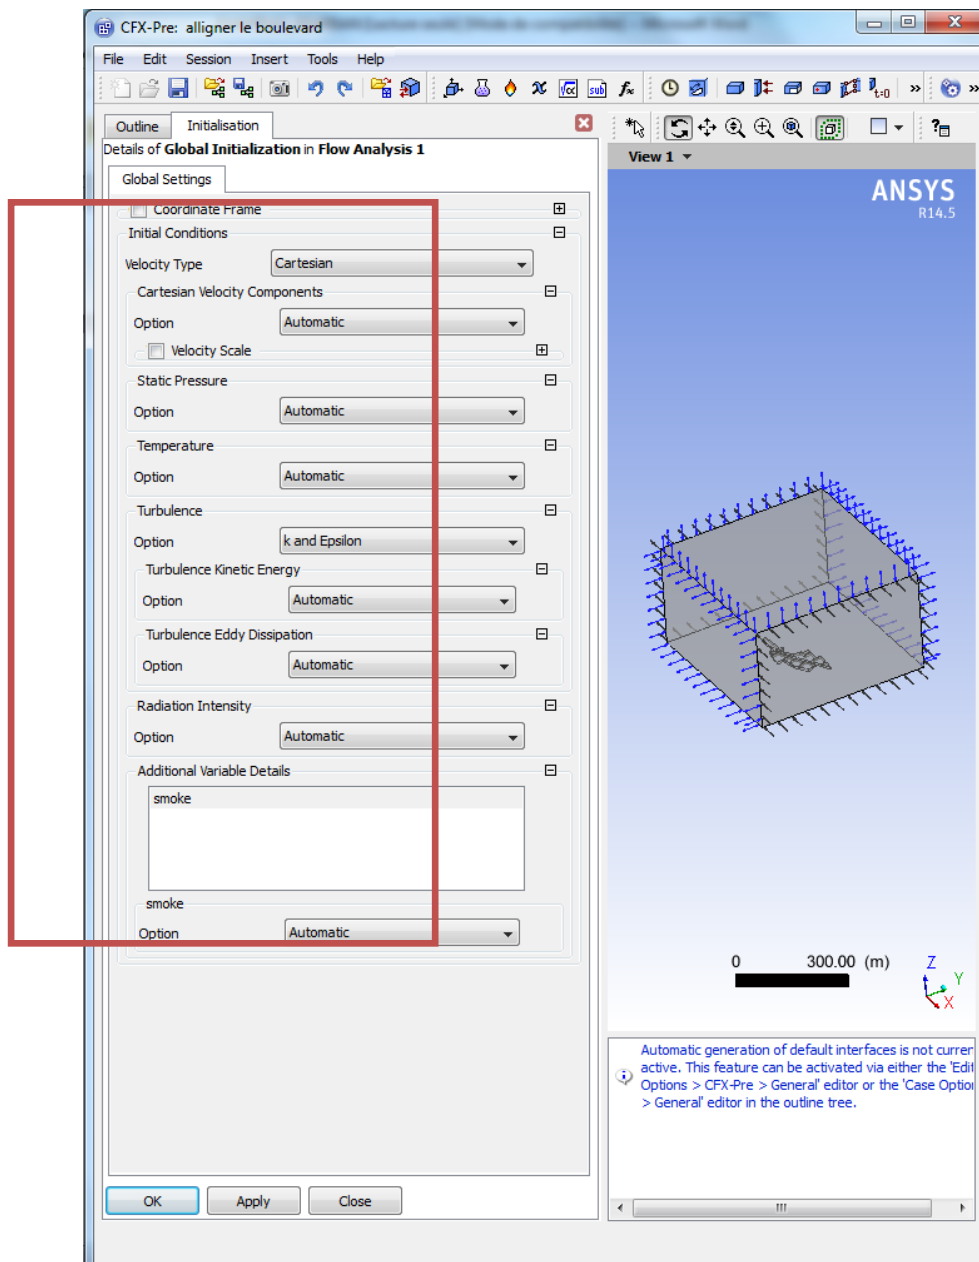 CFX-Pre: alligner le boulevard
File Edit Session Insert Tools Help
Outline Initialisation
Details of Global Initialization in Flow Analysis 1
Global Settings
Coordinate Frame
Initial Conditions
Velocity Type Cartesian
Cartesian Velocity Components
Option Automatic
Velocity Scale
Static Pressure
Option Automatic
Temperature
Option Automatic
Turbulence
Option k and Epsilon
Turbulence Kinetic Energy
Option Automatic
Turbulence Eddy Dissipation
Option Automatic
Radiation Intensity
Option Automatic
Additional Variable Details
smoke
smoke
Option Automatic
OK Apply Close
View 1
ANSYS
R14.5
0 300.00 (m)
Z
Y
X
Automatic generation of default interfaces is not curren
active. This feature can be activated via either the 'Edit
Options > CFX-Pre > General' editor or the 'Case Option
> General' editor in the outline tree.